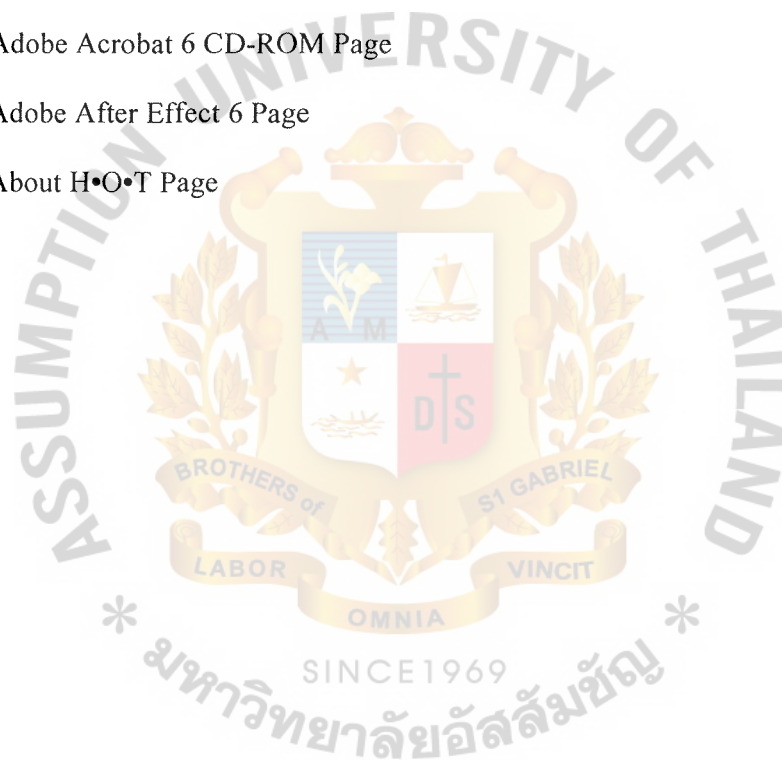 Adobe Acrobat 6 CD-ROM Page
Adobe After Effect 6 Page
About H•O•T Page
ASSUMPTION UNIVERSITY OF THAILAND
A M
D S
BROTHERS of
S1 GABRIEL
LABOR
VINCIT
OMNIA
SINCE1969
* มหาวิทยาลัยอัสสัมชัญ *